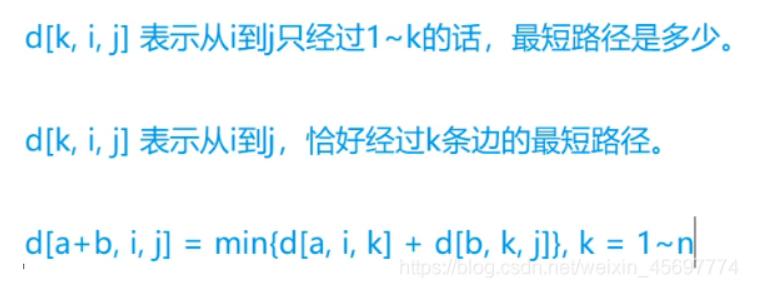 d[k, i, j] 表示从i到j只经过1~k的话，最短路径是多少。
d[k, i, j] 表示从i到j，恰好经过k条边的最短路径。
d[a+b, i, j] = min{d[a, i, k] + d[b, k, j]}, k = 1~n
https://blog.csdn.net/weixin_45697774